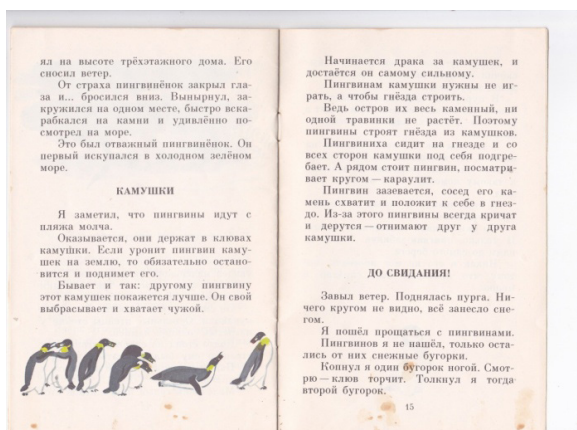 ял на высоте трёхэтажного дома. Его
сносил ветер.
От страха пингвинёнок закрыл гла-
за и... бросился вниз. Вынырнул, за-
кружился на одном месте, быстро вска-
рабкался на камни и удивлённо по-
смотрел на море.
Это был отважный пингвинёнок. Он
первый искупался в холодном зелёном
море.
КАМУШКИ
Я заметил, что пингвины идут с
пляжа молча.
Оказывается, они держат в клювах
камушки. Если уронит пингвин каму-
шек на землю, то обязательно остано-
вится и поднимет его.
Бывает и так: другому пингвину
этот камушек покажется лучше. Он свой
выбрасывает и хватает чужой.
Начинается драка за камушек, и
достаётся он самому сильному.
Пингвинам камушки нужны не иг-
рать, а чтобы гнёзда строить.
Ведь остров их весь каменный, ни
одной травинки не растёт. Поэтому
пингвины строят гнёзда из камушков.
Пингвиниха сидит на гнезде и со
всех сторон камушки под себя подгре-
бает. А рядом стоит пингвин, посматри-
вает кругом — караулит.
Пингвин зазевается, сосед его ка-
мень схватит и положит к себе в гнез-
до. Из-за этого пингвины всегда кричат
и дерутся — отнимают друг у друга
камушки.
ДО СВИДАНИЯ!
Завыл ветер. Поднялась пурга. Ни-
чего кругом не видно, всё занесло сне-
гом.
Я пошёл прощаться с пингвинами.
Пингвинов я не нашёл, только оста-
лись от них снежные бугорки.
Копнул я один бугорок ногой. Смот-
рю — клюв торчит. Толкнул я тогда
второй бугорок.
15